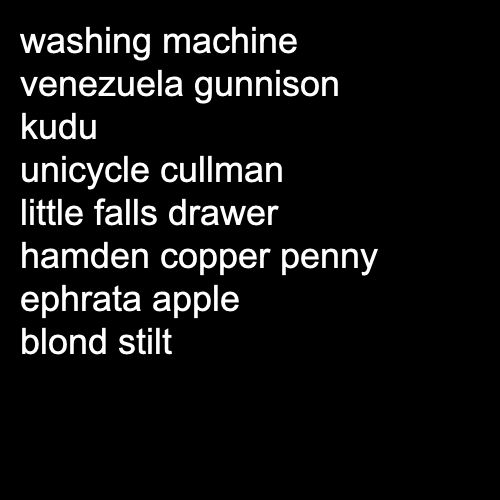 washing machine
venezuela gunnison
kudu
unicycle cullman
little falls drawer
hamden copper penny
ephrata apple
blond stilt